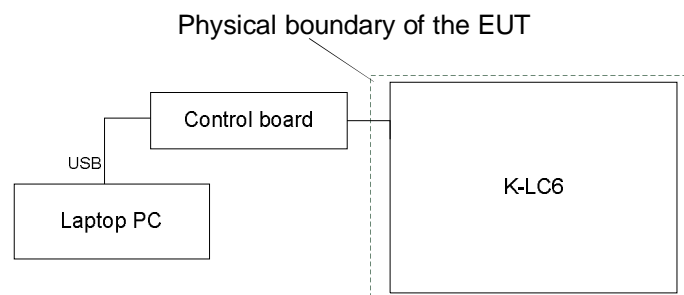 Physical boundary of the EUT
Control board
USB
K-LC6
Laptop PC